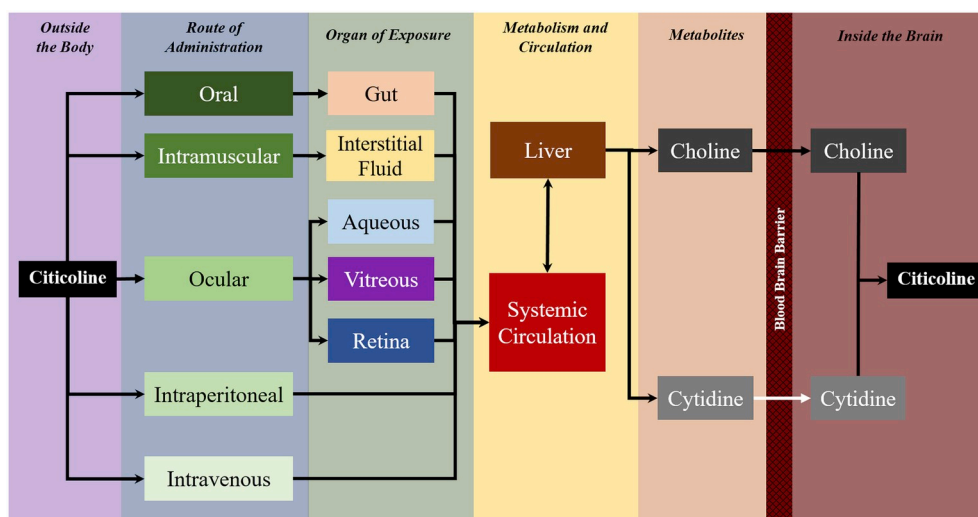 Outside
the Body
Route of
Administration
Organ of Exposure
Metabolism and
Circulation
Metabolites
Inside the Brain
Oral
Gut
Intramuscular
Interstitial
Fluid
Liver
Choline
Choline
Aqueous
Citicoline
Ocular
Vitreous
Systemic
Circulation
Blood Brain Barrier
Citicoline
Retina
Intraperitoneal
Cytidine
Cytidine
Intravenous